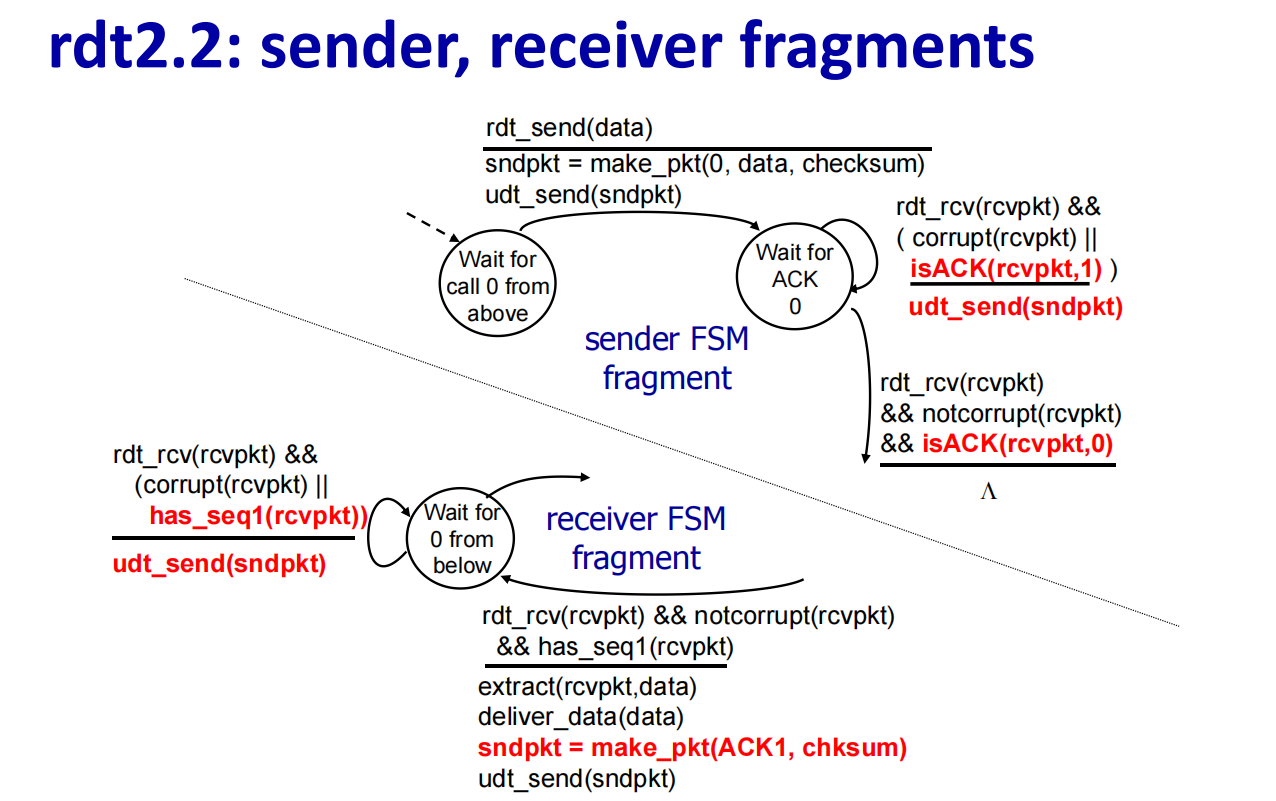 rdt2.2: sender, receiver fragments
rdt_send(data)
sndpkt = make_pkt(0, data, checksum)
udt_send(sndpkt)
Wait for
call 0 from
above
Wait for
ACK
0
rdt_rcv(rcvpkt) &&
( corrupt(rcvpkt) ||
isACK(rcvpkt,1) )
udt_send(sndpkt)
sender FSM
fragment
rdt_rcv(rcvpkt)
&& notcorrupt(rcvpkt)
&& isACK(rcvpkt,0)
Λ
rdt_rcv(rcvpkt) &&
(corrupt(rcvpkt) ||
has_seq1(rcvpkt))
udt_send(sndpkt)
Wait for
0 from
below
receiver FSM
fragment
rdt_rcv(rcvpkt) && notcorrupt(rcvpkt)
&& has_seq1(rcvpkt)
extract(rcvpkt,data)
deliver_data(data)
sndpkt = make_pkt(ACK1, chksum)
udt_send(sndpkt)